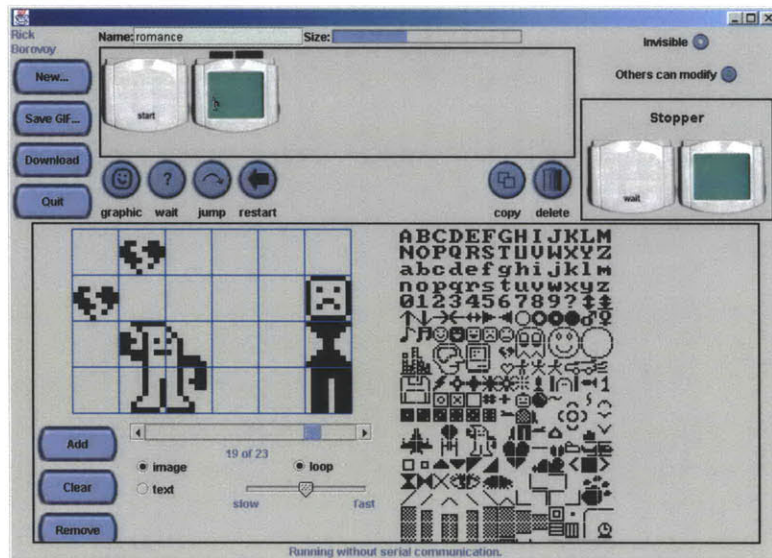 Rick
Borovoy
Name: romance Size:
Invisible
Others can modify
New...
Save GIF...
Download
Quit
start
Stopper
wait
graphic wait jump restart
copy delete
ABCDEFGHIJKLM
NOPQRSTUVWXYZ
abcdefghijklm
nopqrstuvwxyz
0123456789?
1
19 of 23
Add
Clear
Remove
image
text
loop
slow fast
Running without serial communication.